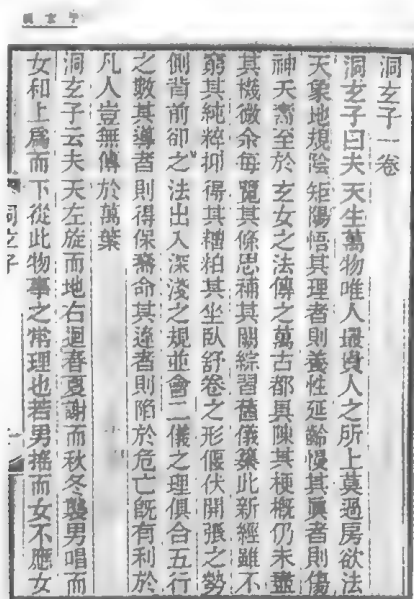 洞玄子
洞玄子一卷
洞玄子曰夫天生萬物唯人最貴人之所上莫過房欲法
天象地規陰矩陽悟其理者則養性延齡慢其眞者則傷
神夭壽至於玄女之法傳之萬古都具陳其梗概仍未盡
其機微余每覽其條思補其闕綜習舊儀纂此新經雖不
窮其純粹抑得其糟粕其坐臥舒卷之形偃伏開張之勢
側背前卻之法出入深淺之規並會二儀之理俱合五行
之數其導者則得保壽命其違者則陷於危亡旣有利於
凡人豈無傳於萬葉
洞玄子云夫天左旋而地右迴春夏謝而秋冬襲男唱而
女和上爲而下從此物事之常理也若男搖而女不應女
洞玄子
一